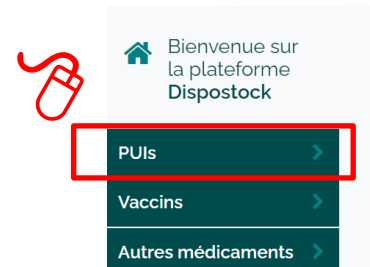 Bienvenue sur
la plateforme
Dispostock
PUIs
Vaccins
Autres médicaments